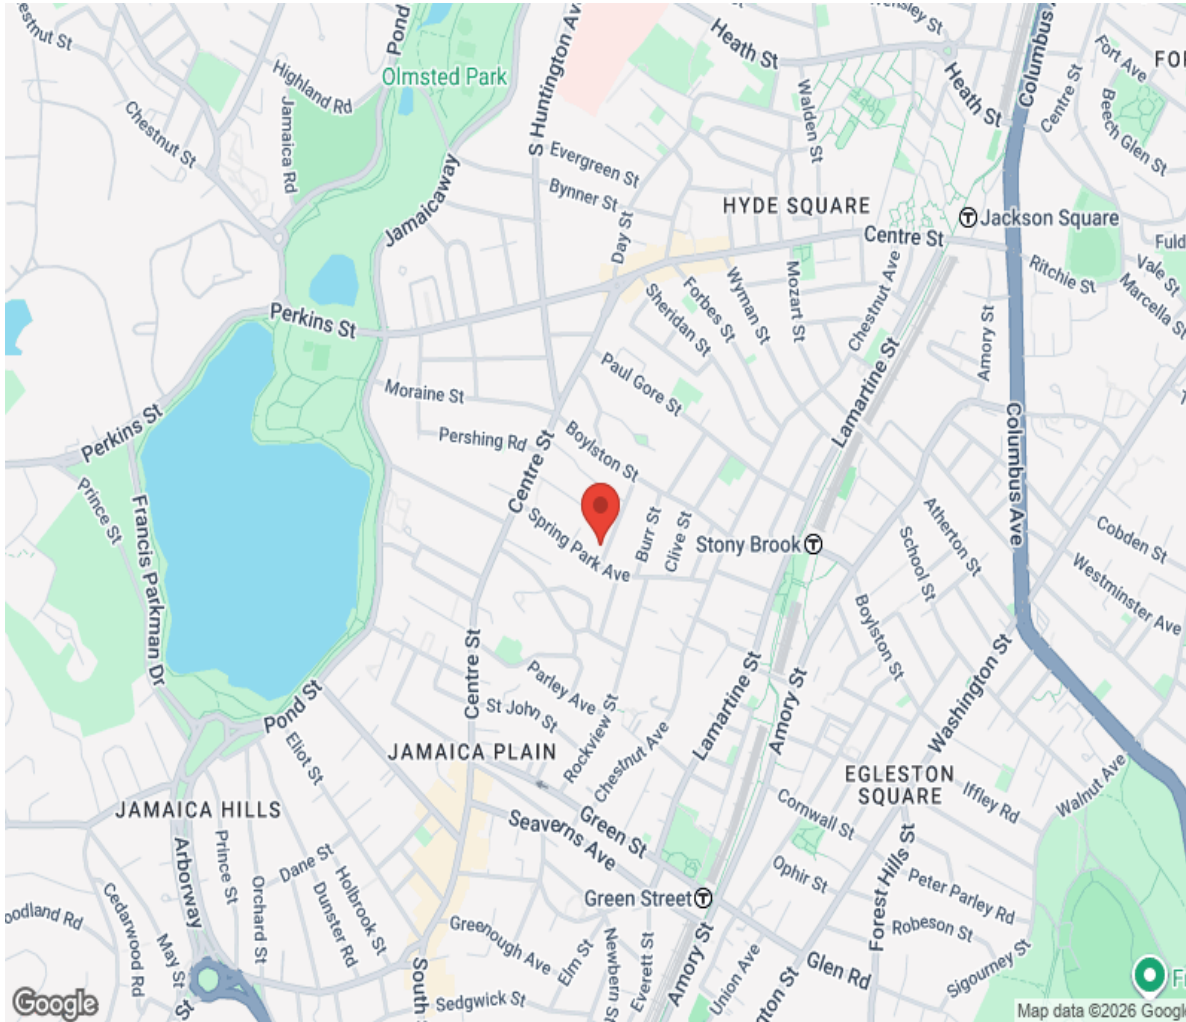 estnut St
Pond
Olmsted Park
Highland Rd
Jamaica Rd
Chestnut St
Jamaicaway
S Huntington Av
Heath St
Walden St
Heath St
Columbus
Fort Ave
Centre St
Beech Glen St
FO
Evergreen St
Bynner St
Day St
HYDE SQUARE
Jackson Square
Centre St
Ritchie St
Vale St
Fuld
Marcella St
Perkins St
Sheridan St
Forbes St
Wyman St
Mozart St
Chestnut Ave
Lamartine St
Amory St
Columbus Ave
Moraine St
Paul Gore St
Perkins St
Pershing Rd
Centre St
Boylston St
Prince St
Francis Parkman Dr
Spring Park Ave
Burr St
Clive St
Stony Brook
Atherton St
School St
Cobden St
Westminster Ave
Boylston St
Washington St
Centre St
Parley Ave
St John St
Rockview St
Chestnut Ave
Lamartine St
Amory St
Pond St
Eliot St
JAMAICA PLAIN
JAMAICA HILLS
EGLESTON
SQUARE
Iffley Rd
Walnut Ave
Arborway
Prince St
Orchard St
Dane St
Dunster Rd
Holbrook St
Seaverns Ave
Green St
Cornwall St
Ophir St
Forest Hills St
Peter Parley Rd
Robeson St
Sigourney St
Green Street
Cedarwood Rd
May St
oodland Rd
Greenough Ave
Elm St
Newbern St
Everett St
Amory St
Union Ave
Glen Rd
ngton St
South S
Sedgwick St
St
F
Google
Map data ©2026 Google